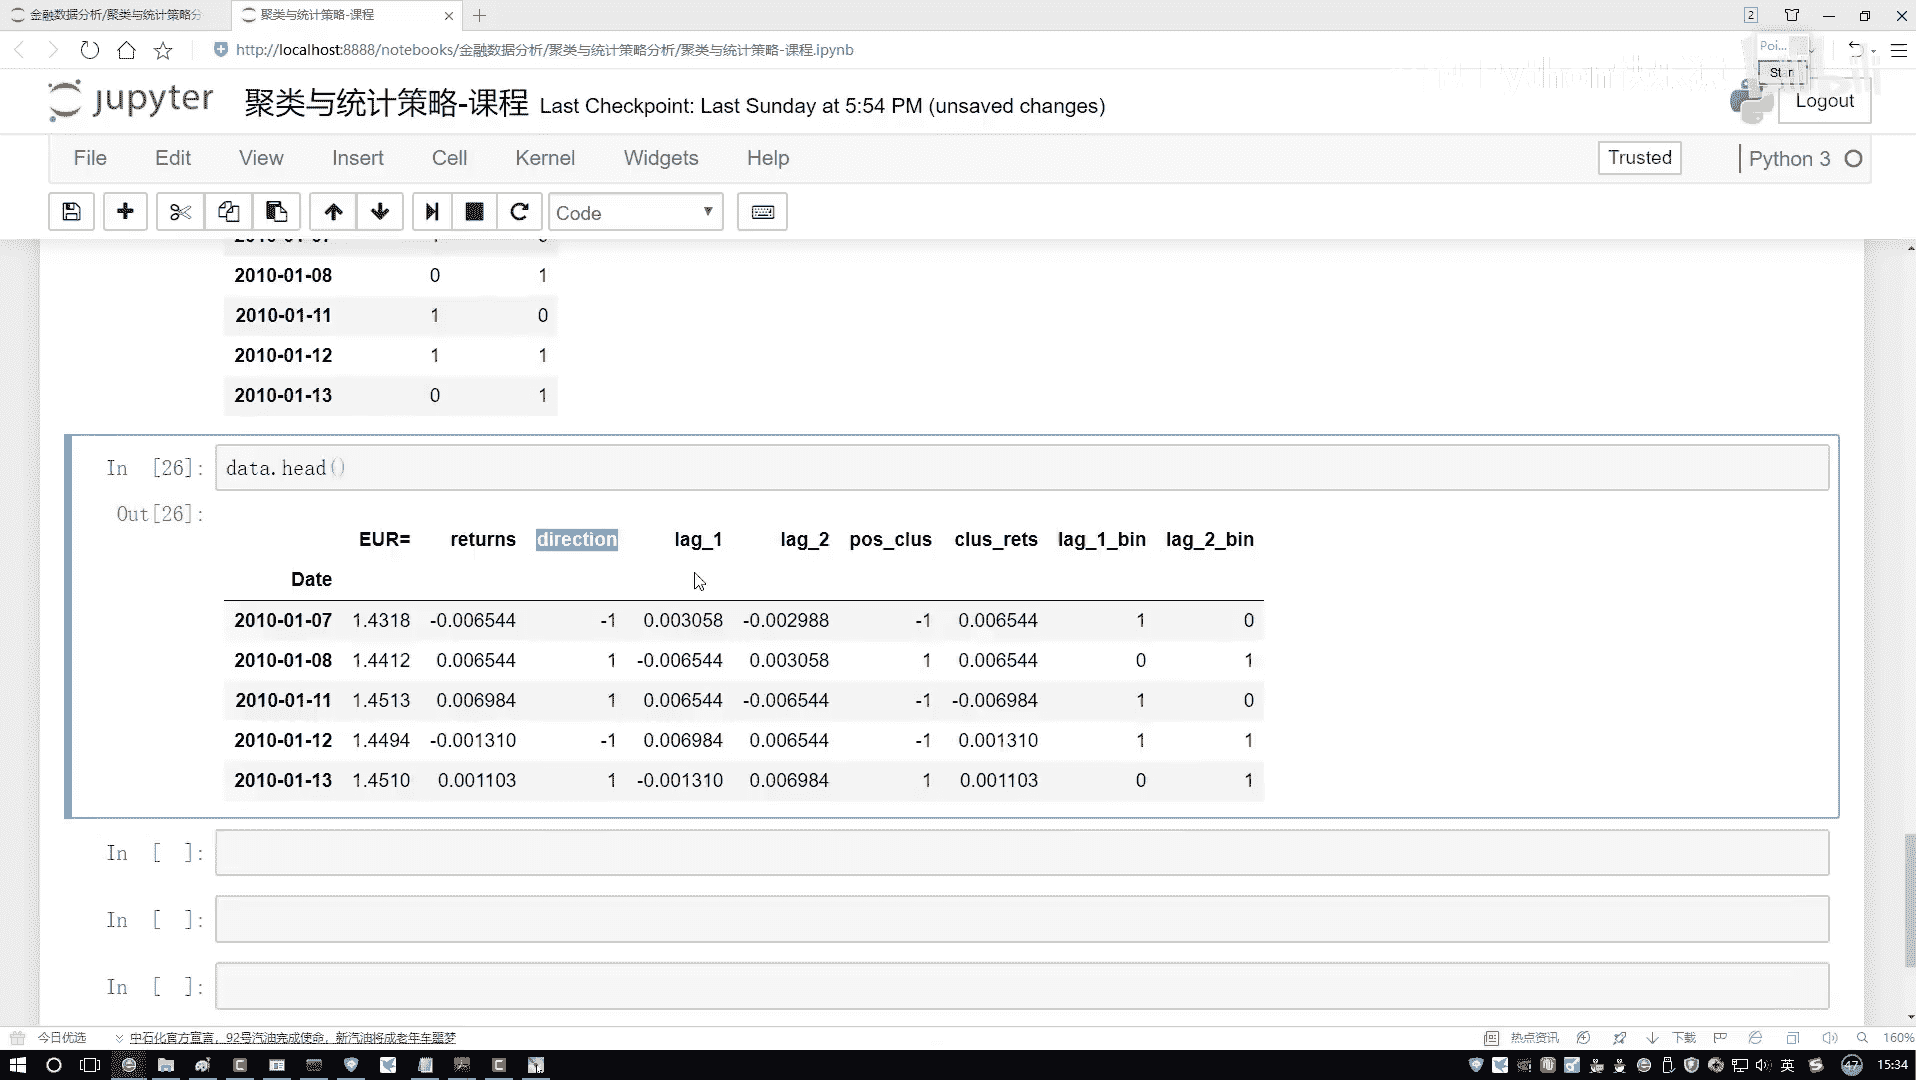 金融数据分析/聚类与统计策略分
聚类与统计策略-课程
2
http://localhost:8888/notebooks/金融数据分析/聚类与统计策略分析/聚类与统计策略-课程.ipynb
Poi...
jupyter 聚类与统计策略-课程 Last Checkpoint: Last Sunday at 5:54 PM (unsaved changes)
Logout
File Edit View Insert Cell Kernel Widgets Help
Trusted
Python 3
Code
2010-01-08 0 1
2010-01-11 1 0
2010-01-12 1 1
2010-01-13 0 1
In [26]: data.head()
Out[26]:
EUR= returns direction lag_1 lag_2 pos_clus clus_rets lag_1_bin lag_2_bin
Date
2010-01-07 1.4318 -0.006544 -1 0.003058 -0.002988 -1 0.006544 1 0
2010-01-08 1.4412 0.006544 1 -0.006544 0.003058 1 0.006544 0 1
2010-01-11 1.4513 0.006984 1 0.006544 -0.006544 -1 -0.006984 1 0
2010-01-12 1.4494 -0.001310 -1 0.006984 0.006544 -1 0.001310 1 1
2010-01-13 1.4510 0.001103 1 -0.001310 0.006984 1 0.001103 0 1
In [ ]:
In [ ]:
In [ ]:
今日优选
中石化官方宣言，92号汽油完成使命，新汽油将成老年车噩梦
热点资讯
下载
160%
英
47
15:34